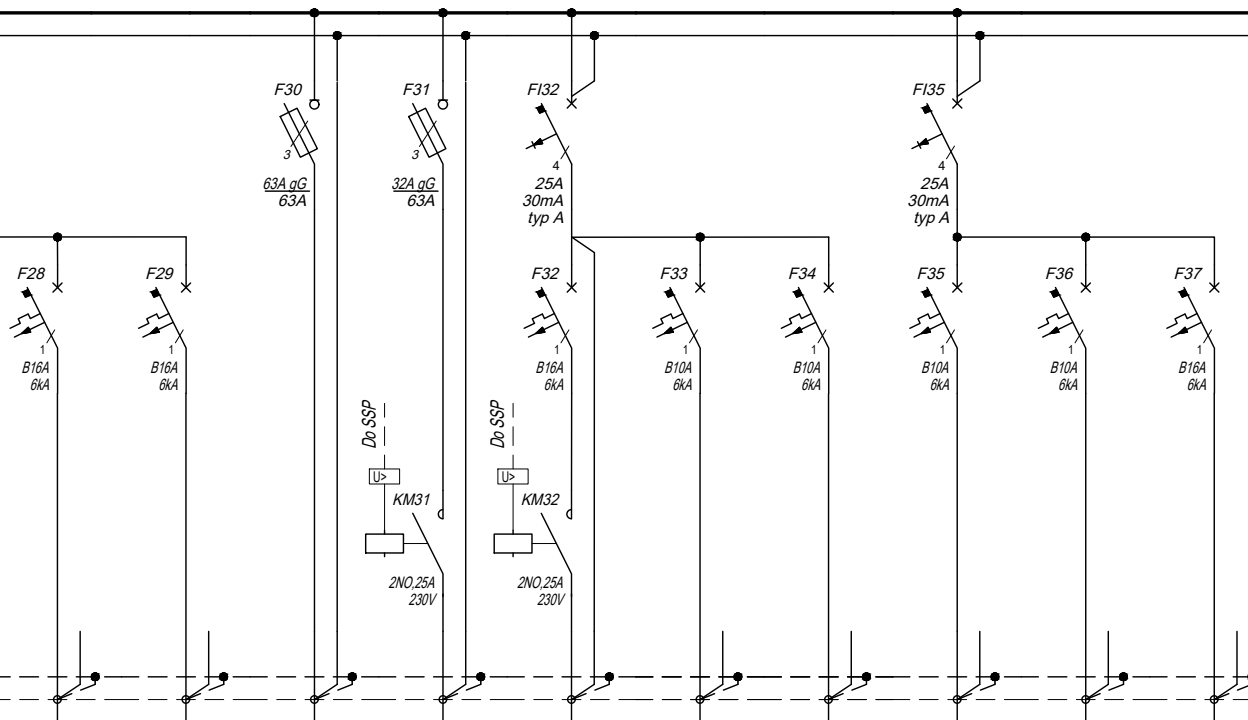 F30
3
63A gG
63A
F31
3
32A gG
63A
FI32
4
25A
30mA
typ A
FI35
4
25A
30mA
typ A
F28
1
B16A
6kA
F29
1
B16A
6kA
F32
1
B16A
6kA
F33
1
B10A
6kA
F34
1
B10A
6kA
F35
1
B10A
6kA
F36
1
B10A
6kA
F37
1
B16A
6kA
Do SSP
U>
KM31
2NO,25A
230V
Do SSP
U>
KM32
2NO,25A
230V